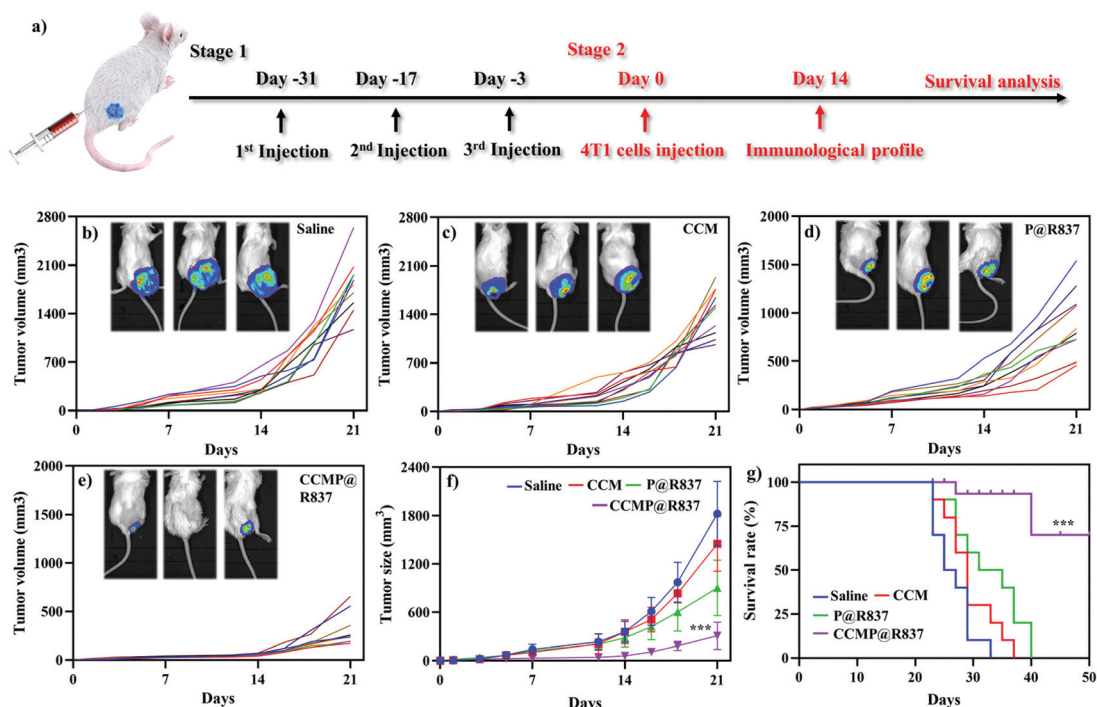 a)
Stage 1
Stage 2
Day -31
Day -17
Day -3
Day 0
Day 14
Survival analysis
1st Injection
2nd Injection
3rd Injection
4T1 cells injection
Immunological profile
b)
Saline
Tumor volume (mm3)
2800
2100
1400
700
0
0
7
14
21
Days
c)
CCM
Tumor volume (mm3)
2800
2100
1400
700
0
0
7
14
21
Days
d)
P@R837
Tumor volume (mm3)
2000
1500
1000
500
0
0
7
14
21
Days
e)
CCMP@
R837
Tumor volume (mm3)
2000
1500
1000
500
0
0
7
14
21
Days
f)
Saline
CCM
P@R837
CCMP@R837
Tumor size (mm3)
2400
1800
1200
600
0
***
0
7
14
21
Days
g)
Survival rate (%)
100
75
50
25
0
***
Saline
CCM
P@R837
CCMP@R837
0
10
20
30
40
50
Days